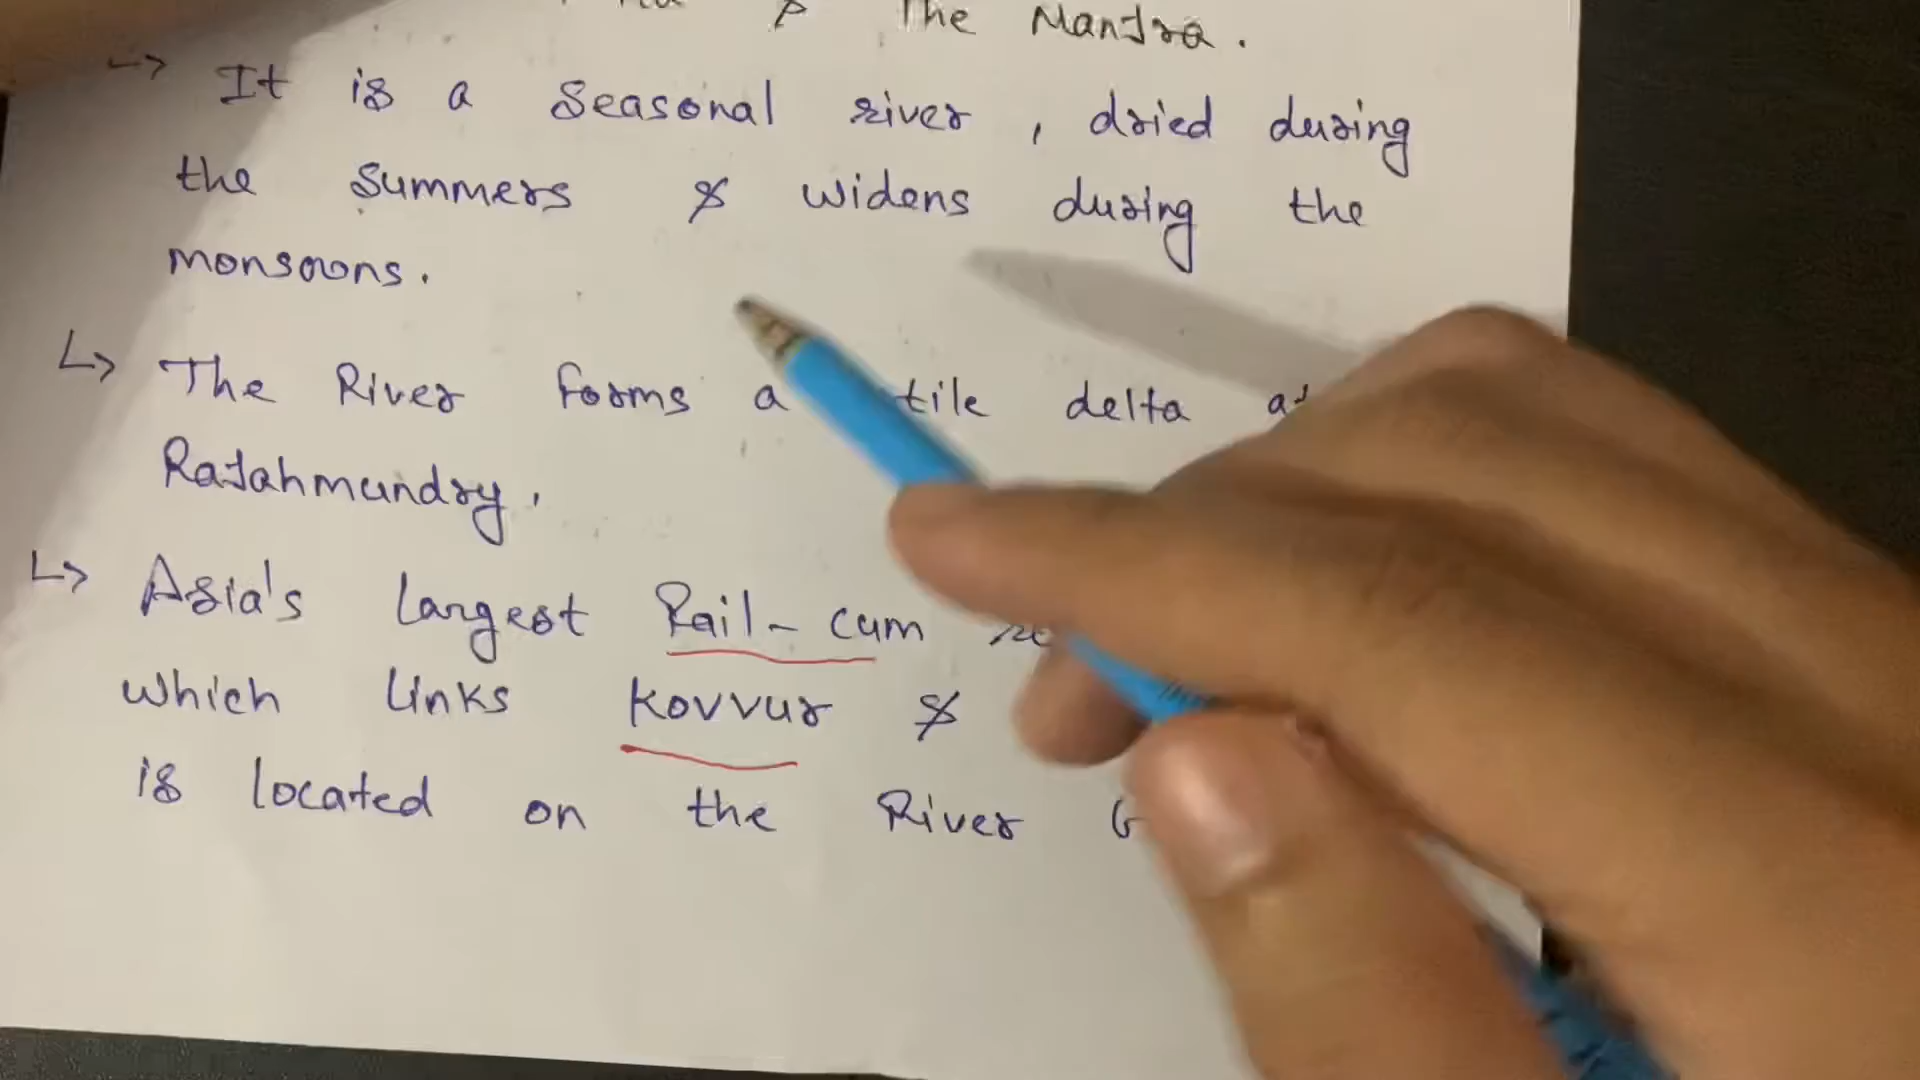 The Manjra.
↳ It is a seasonal river, dried during
the summers & widens during the
monsoons.
↳ The River forms a tile delta at
Rajahmundry.
↳ Asia's largest Rail-cum
which links Kovvur &
is located on the River G